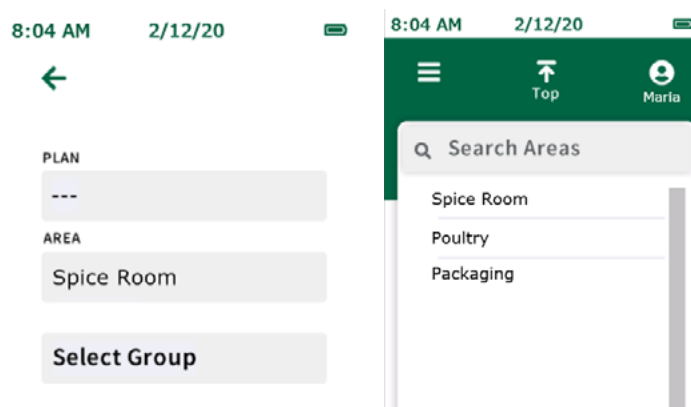 8:04 AM 2/12/20
PLAN
---
AREA
Spice Room
Select Group
8:04 AM 2/12/20
Top
Marla
Search Areas
Spice Room
Poultry
Packaging